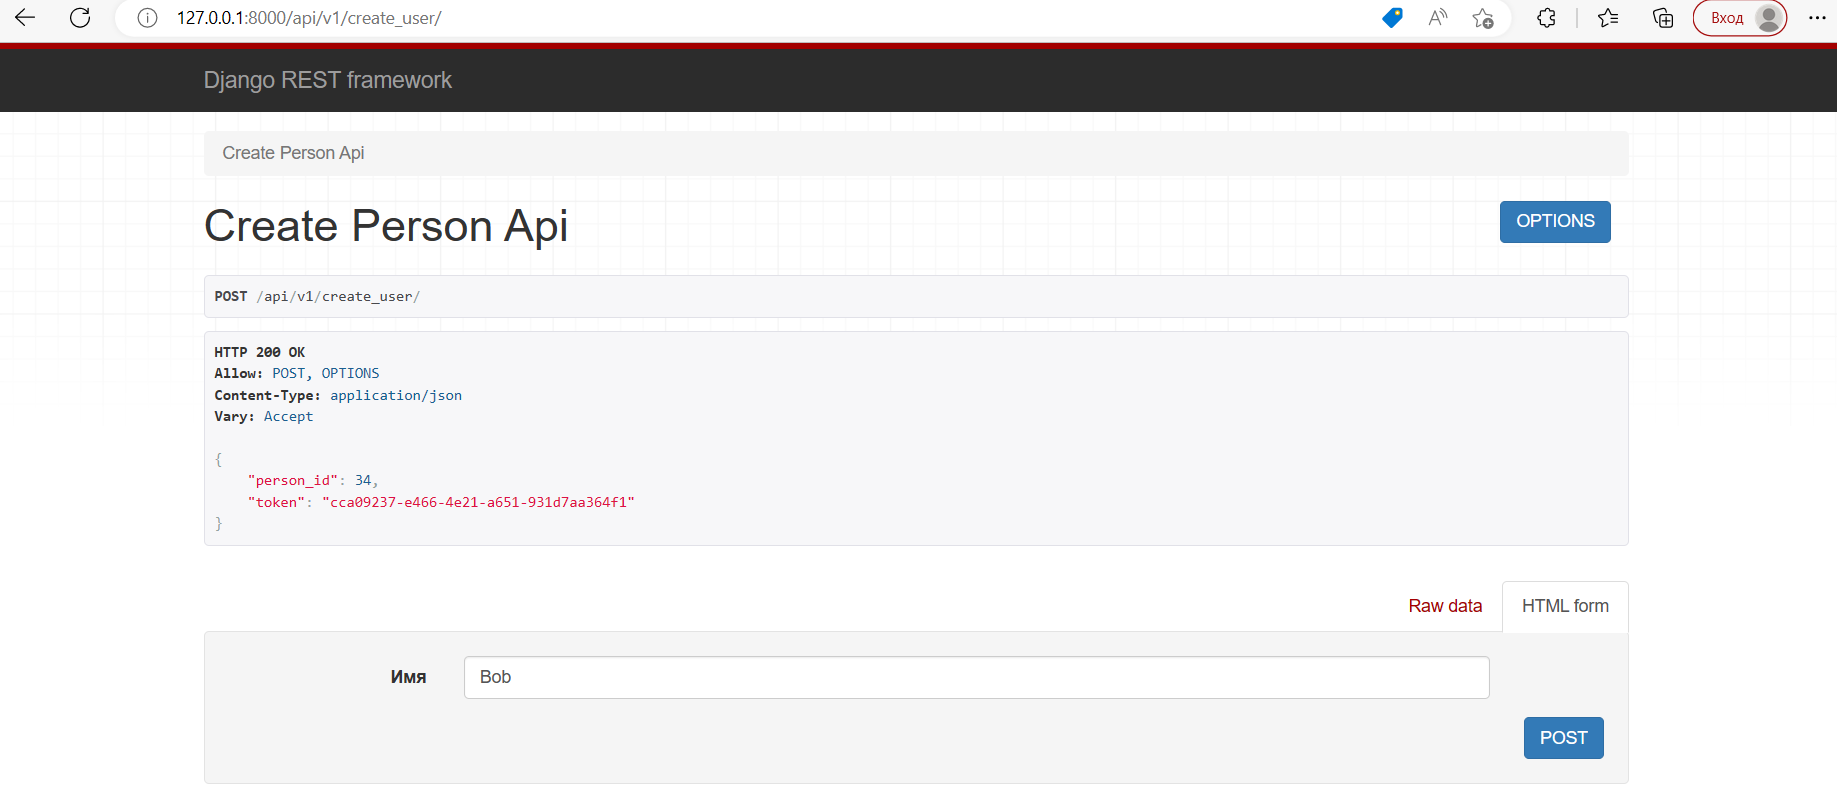 127.0.0.1:8000/api/v1/create_user/
Вход
Django REST framework
Create Person Api
Create Person Api
OPTIONS
POST /api/v1/create_user/
HTTP 200 OK
Allow: POST, OPTIONS
Content-Type: application/json
Vary: Accept
{
    "person_id": 34,
    "token": "cca09237-e466-4e21-a651-931d7aa364f1"
}
Raw data
HTML form
Имя
Bob
POST